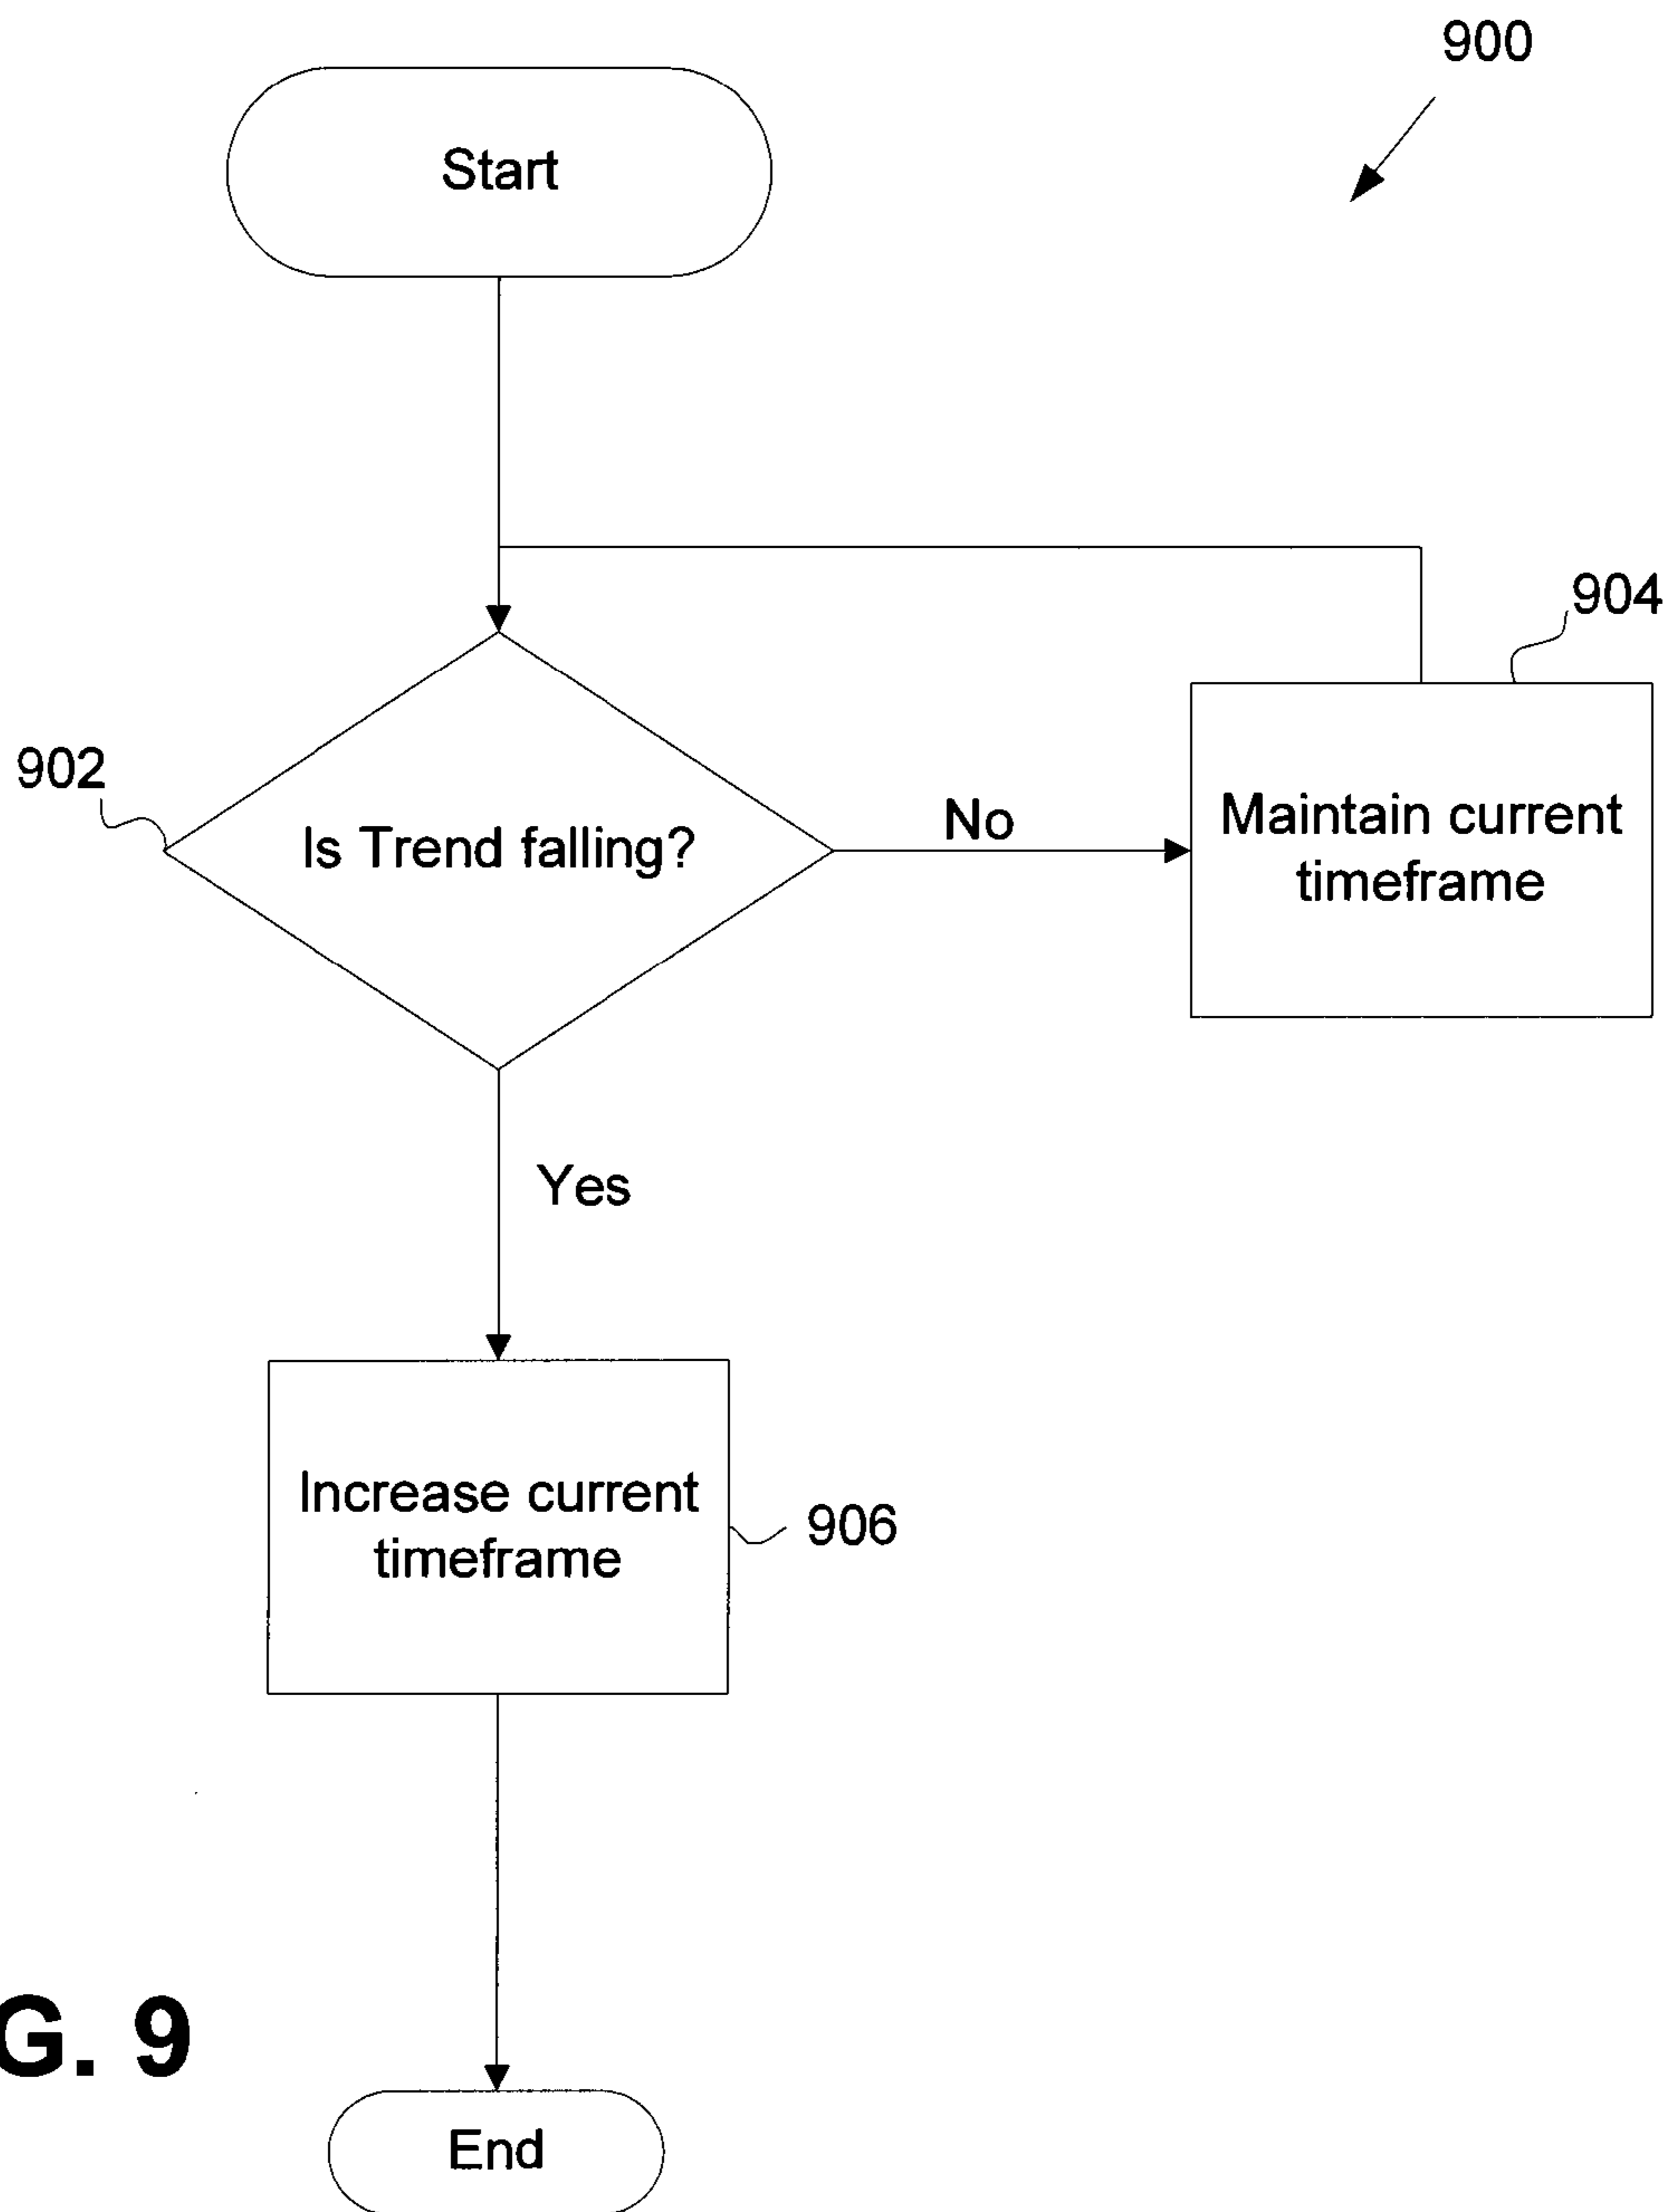 900
Start
904
902
Is Trend falling?
No
Maintain current
timeframe
Yes
Increase current
timeframe
906
G. 9
End